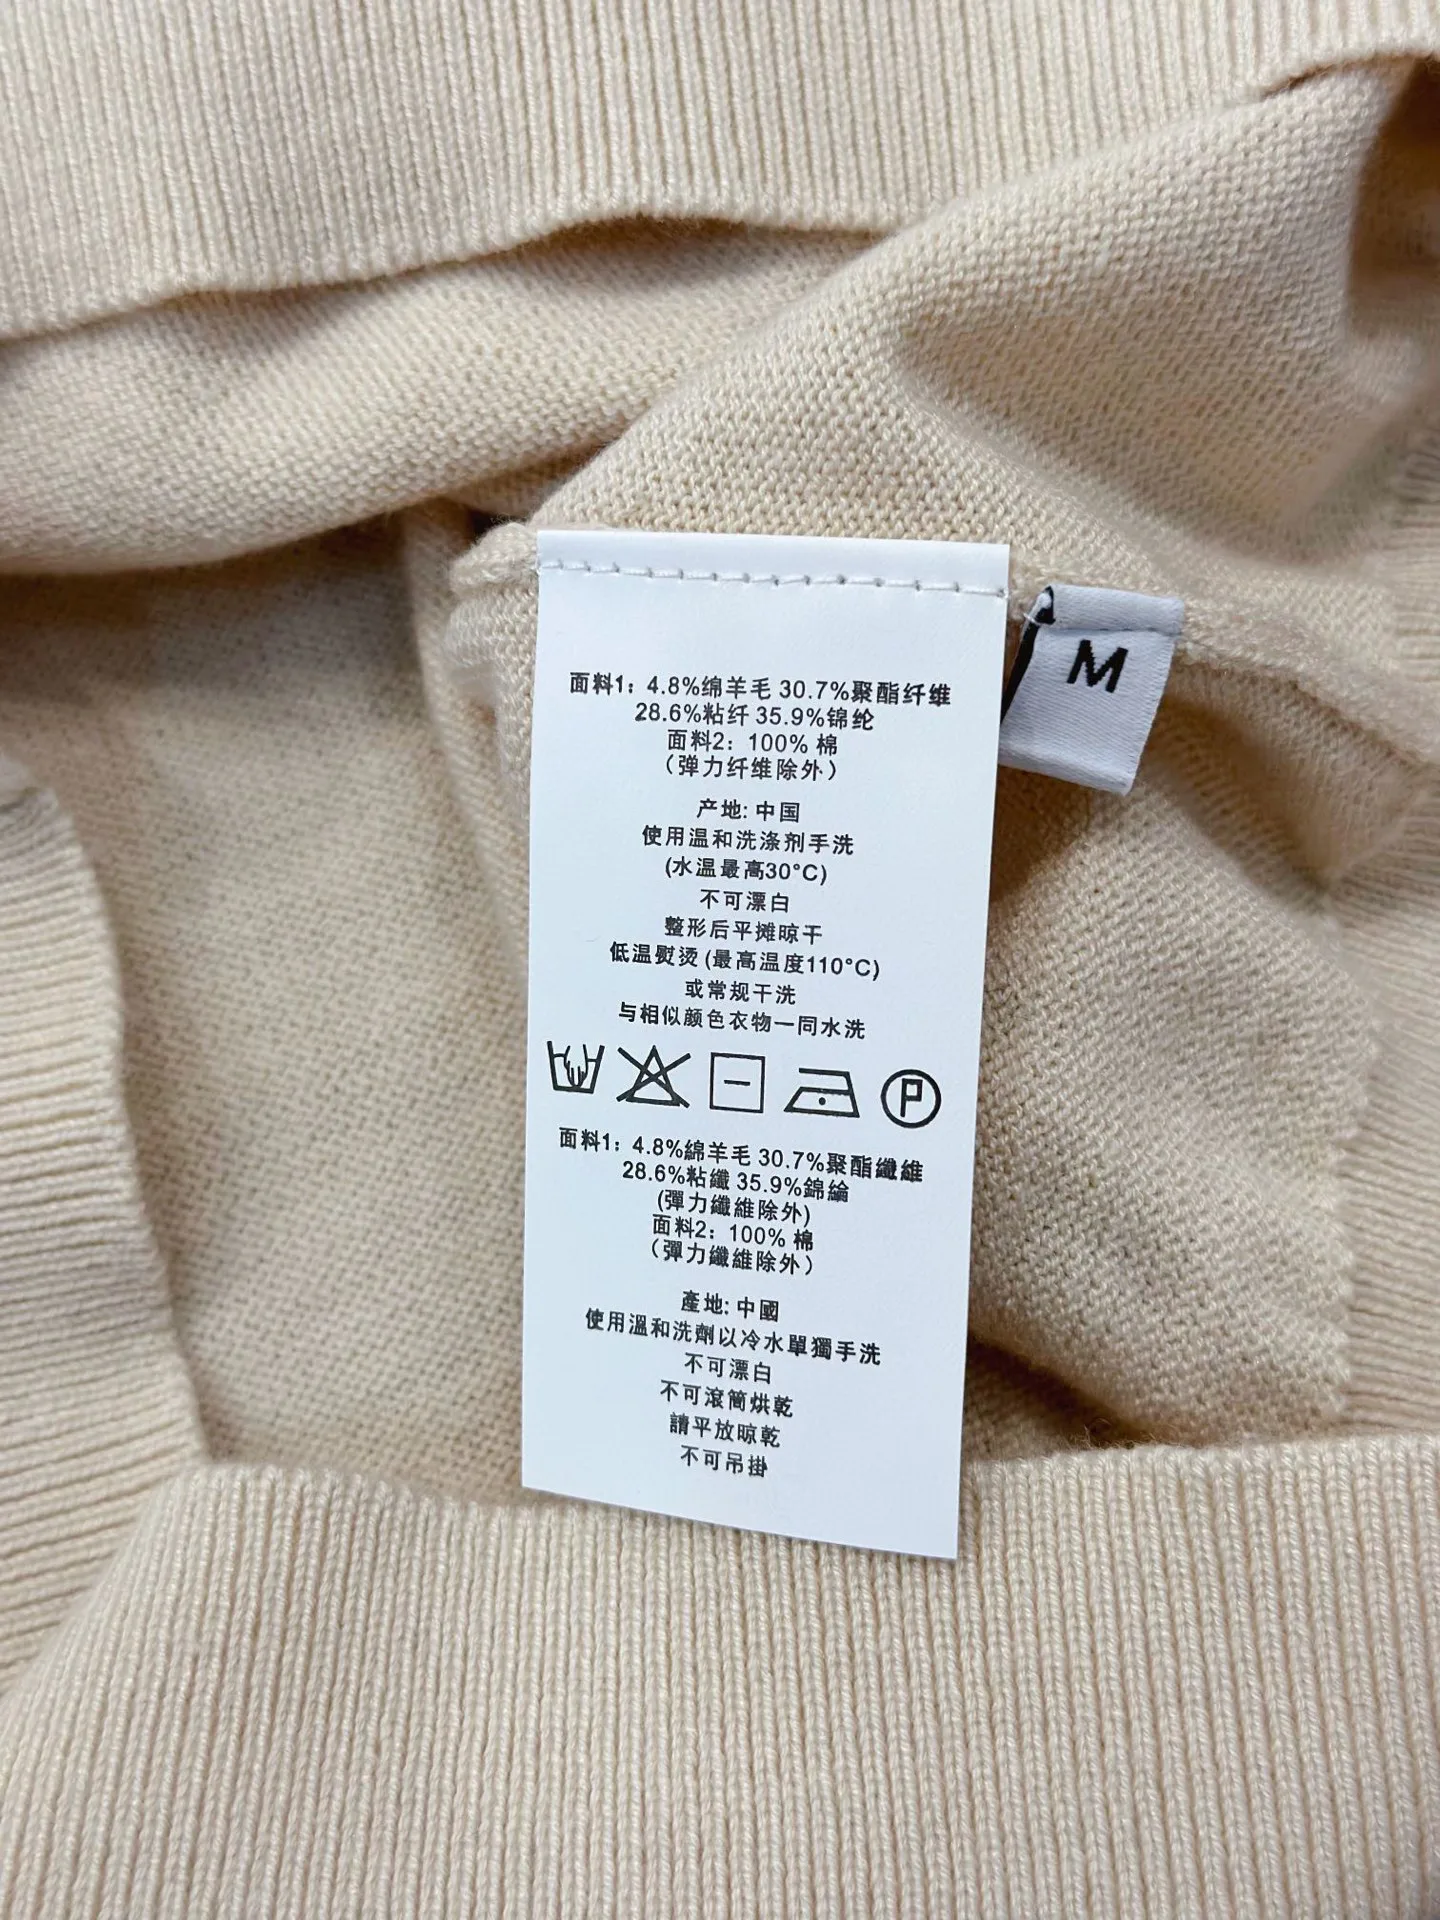 面料1：4.8%绵羊毛 30.7%聚酯纤维
28.6%粘纤 35.9%锦纶
面料2：100% 棉
（弹力纤维除外）
产地: 中国
使用温和洗涤剂手洗
(水温最高30°C)
不可漂白
整形后平摊晾干
低温熨烫 (最高温度110°C)
或常规干洗
与相似颜色衣物一同水洗
P
面料1：4.8%綿羊毛 30.7%聚酯纖維
28.6%粘纖 35.9%錦綸
(彈力纖維除外)
面料2：100% 棉
（彈力纖維除外）
產地: 中國
使用溫和洗劑以冷水單獨手洗
不可漂白
不可滾筒烘乾
請平放晾乾
不可吊掛
M